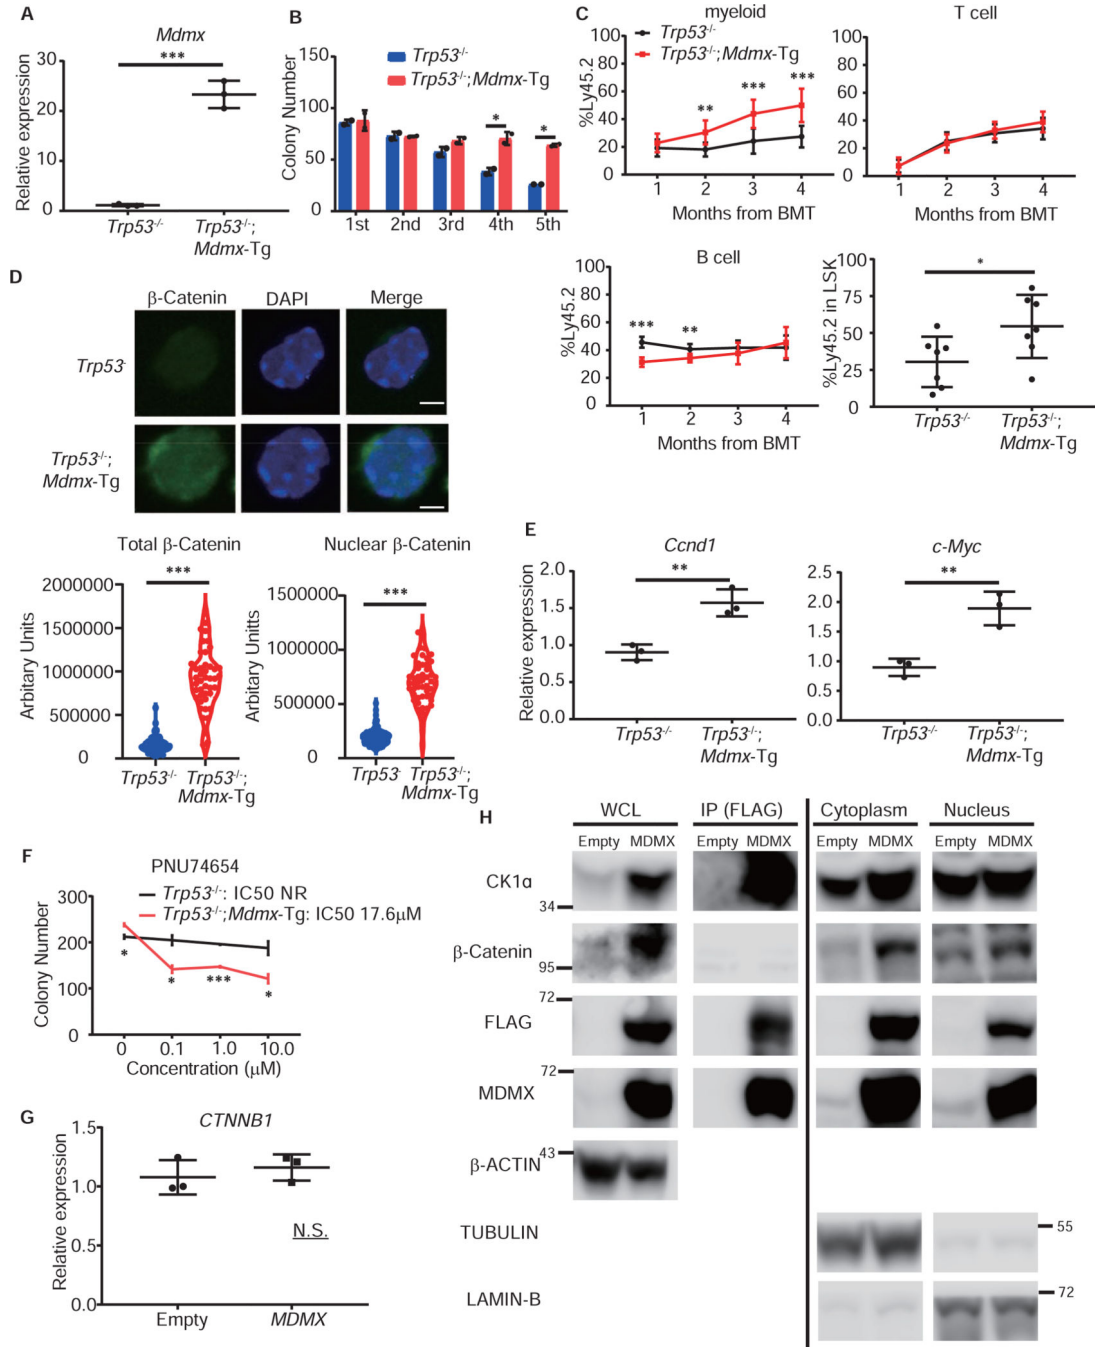 A
Mdmx
***
Relative expression
30
20
10
0
Trp53-/-
Trp53-/-;
Mdmx-Tg
B
Trp53-/-
Trp53-/-;Mdmx-Tg
Colony Number
150
100
50
0
*
*
1st 2nd 3rd 4th 5th
C
myeloid
Trp53-/-
Trp53-/-;Mdmx-Tg
%Ly45.2
100
80
60
40
20
0
** *** ***
1 2 3 4
Months from BMT
T cell
100
80
60
40
20
0
1 2 3 4
Months from BMT
B cell
%Ly45.2
100
80
60
40
20
0
*** **
1 2 3 4
Months from BMT
%Ly45.2 in LSK
100
75
50
25
0
*
Trp53-/-
Trp53-/-;
Mdmx-Tg
D
β-Catenin DAPI Merge
Trp53-
Trp53-/-;
Mdmx-Tg
Total β-Catenin
Arbitary Units
2000000
1500000
1000000
500000
0
***
Trp53-/-
Trp53-/-;
Mdmx-Tg
Nuclear β-Catenin
Arbitary Unitts
1500000
1000000
500000
0
***
Trp53-
Trp53-/-;
Mdmx-Tg
E
Ccnd1
Relative expression
2.0
1.5
1.0
0.5
0.0
**
Trp53-/-
Trp53-/-;
Mdmx-Tg
c-Myc
2.5
2.0
1.5
1.0
0.5
0.0
**
Trp53-/-
Trp53-/-;
Mdmx-Tg
F
PNU74654
Trp53-/-: IC50 NR
Trp53-/-;Mdmx-Tg: IC50 17.6μM
Colony Number
300
200
100
0
* * *** *
0 0.1 1.0 10.0
Concentration (μM)
G
CTNNB1
Relative expression
1.5
1.0
0.5
0.0
N.S.
Empty MDMX
H
WCL IP (FLAG) Cytoplasm Nucleus
Empty MDMX Empty MDMX Empty MDMX Empty MDMX
CK1α
34
β-Catenin
95
72
FLAG
72
MDMX
43
β-ACTIN
TUBULIN
55
LAMIN-B
72